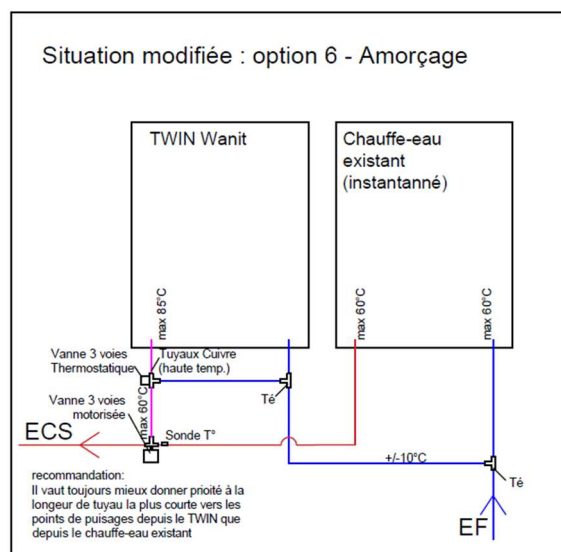 Situation modifiée : option 6 - Amorçage
TWIN Wanit
Chauffe-eau
existant
(instantanné)
max 85°C
max 60°C
max 60°C
Vanne 3 voies
Thermostatique
Tuyaux Cuivre
(haute temp.)
Té
max 60°C
Vanne 3 voies
motorisée
ECS
Sonde T°
+/-10°C
Té
EF
recommandation:
Il vaut toujours mieux donner prioité à la
longeur de tuyau la plus courte vers les
points de puisages depuis le TWIN que
depuis le chauffe-eau existant